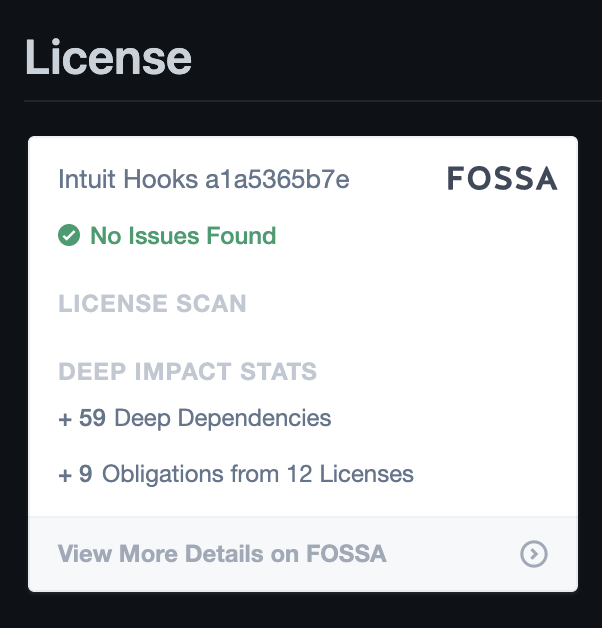 License
Intuit Hooks a1a5365b7e
FOSSA
No Issues Found
LICENSE SCAN
DEEP IMPACT STATS
+ 59 Deep Dependencies
+ 9 Obligations from 12 Licenses
View More Details on FOSSA